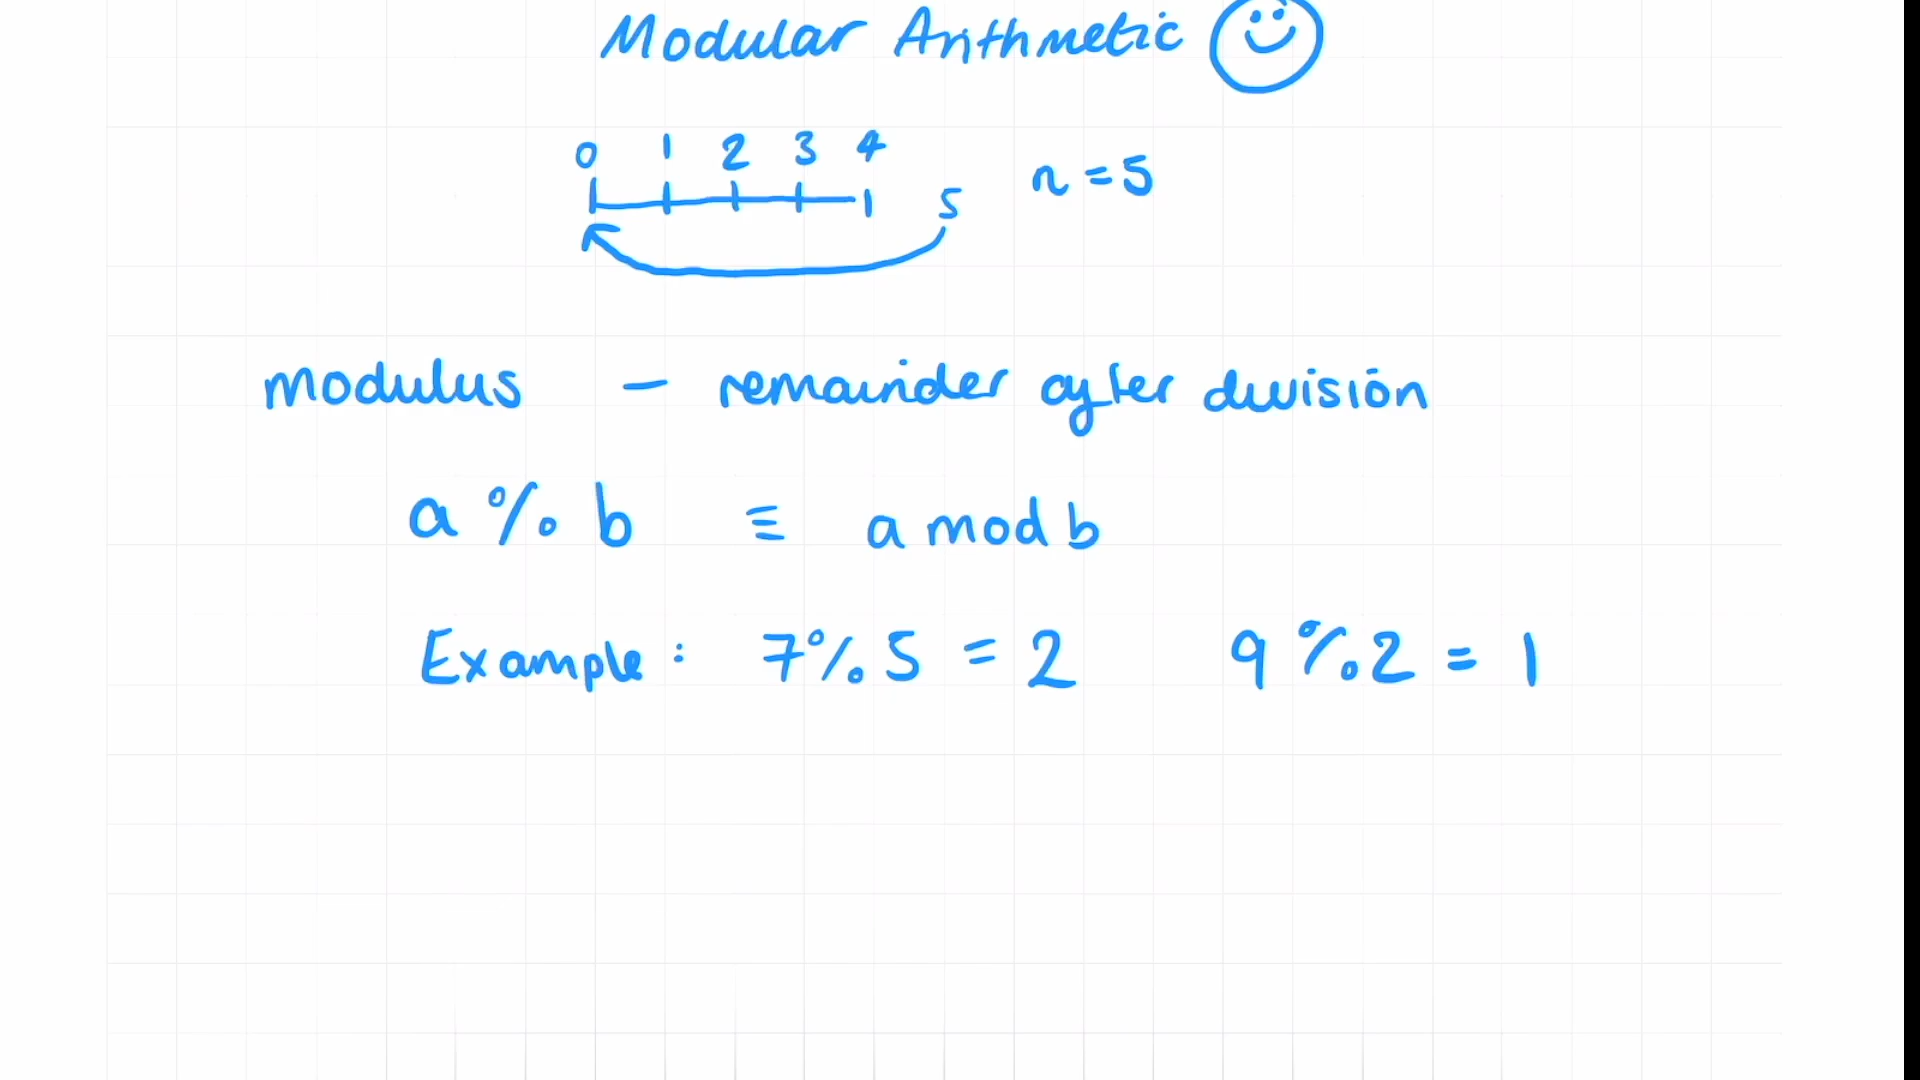 Modular Arithmetic
0 1 2 3 4
5
n = 5
modulus – remainder after division
a % b ≡ a mod b
Example: 7 % 5 = 2 9 % 2 = 1